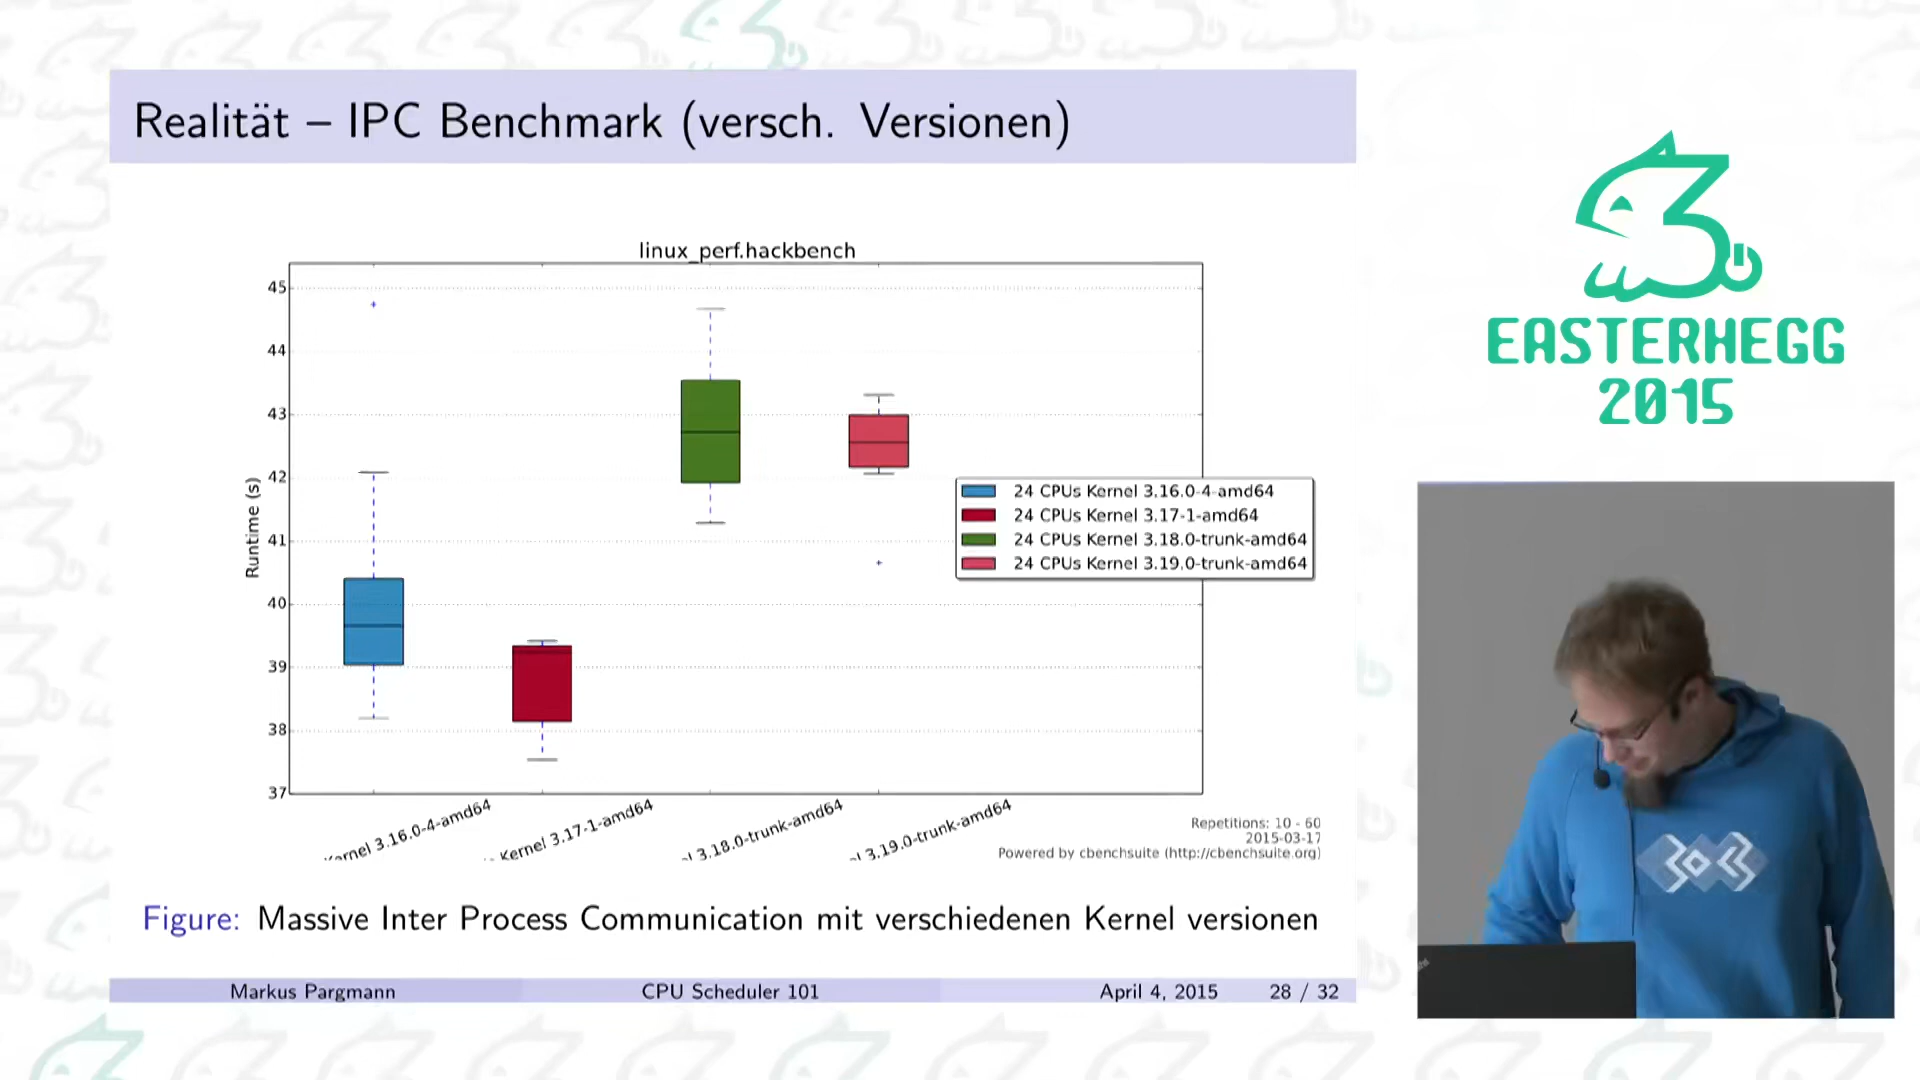 Realität – IPC Benchmark (versch. Versionen)
EASTERHEGG
2015
linux_perf.hackbench
45
44
43
42
41
40
39
38
37
Runtime (s)
24 CPUs Kernel 3.16.0-4-amd64
24 CPUs Kernel 3.17-1-amd64
24 CPUs Kernel 3.18.0-trunk-amd64
24 CPUs Kernel 3.19.0-trunk-amd64
3.16.0-4-amd64
Kernel 3.17-1-amd64
3.18.0-trunk-amd64
3.19.0-trunk-amd64
Repetitions: 10 - 60
2015-03-17
Powered by cbenchsuite (http://cbenchsuite.org)
Figure: Massive Inter Process Communication mit verschiedenen Kernel versionen
Markus Pargmann
CPU Scheduler 101
April 4, 2015
28 / 32